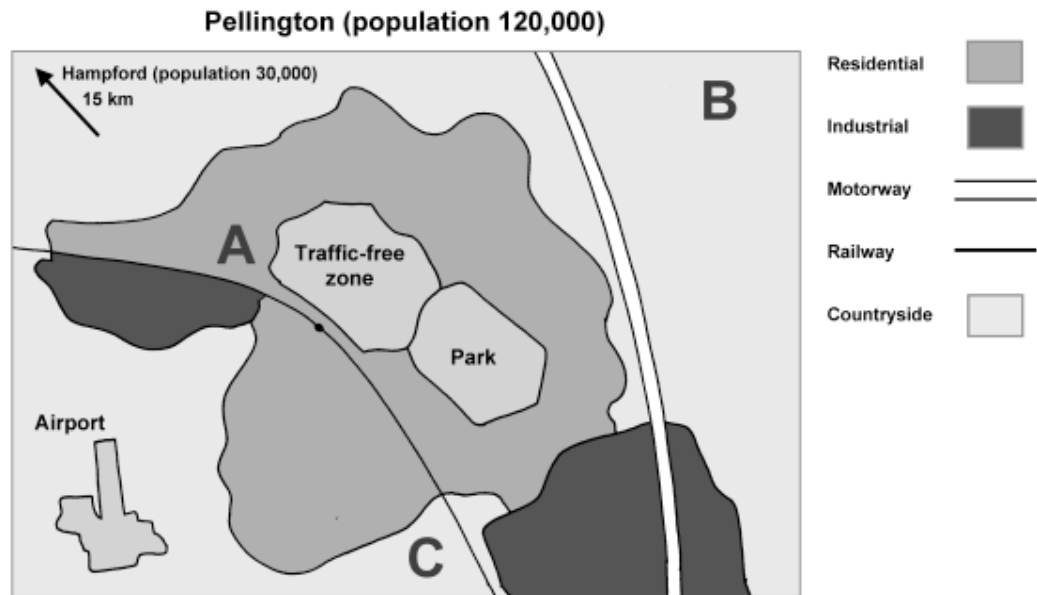 Pellington (population 120,000)
Hampford (population 30,000)
15 km
B
A
Traffic-free
zone
Park
Airport
C
Residential
Industrial
Motorway
Railway
Countryside